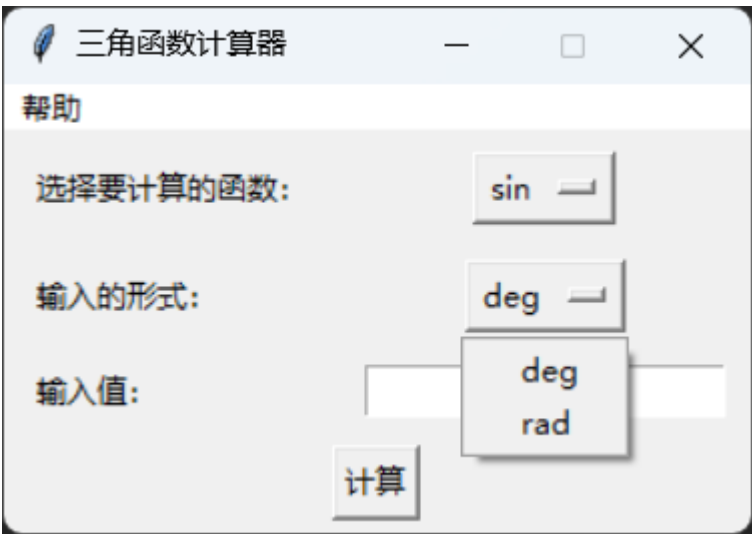 三角函数计算器
帮助
选择要计算的函数: sin
输入的形式: deg
deg
输入值:
rad
计算